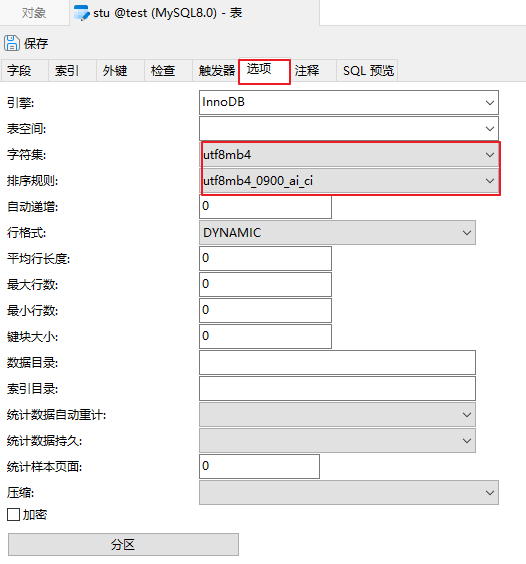 对象 stu @test (MySQL8.0) - 表
保存
字段 索引 外键 检查 触发器 选项 注释 SQL 预览
引擎: InnoDB
表空间:
字符集: utf8mb4
排序规则: utf8mb4_0900_ai_ci
自动递增: 0
行格式: DYNAMIC
平均行长度: 0
最大行数: 0
最小行数: 0
键块大小: 0
数据目录:
索引目录:
统计数据自动重计:
统计数据持久:
统计样本页面: 0
压缩:
加密
分区